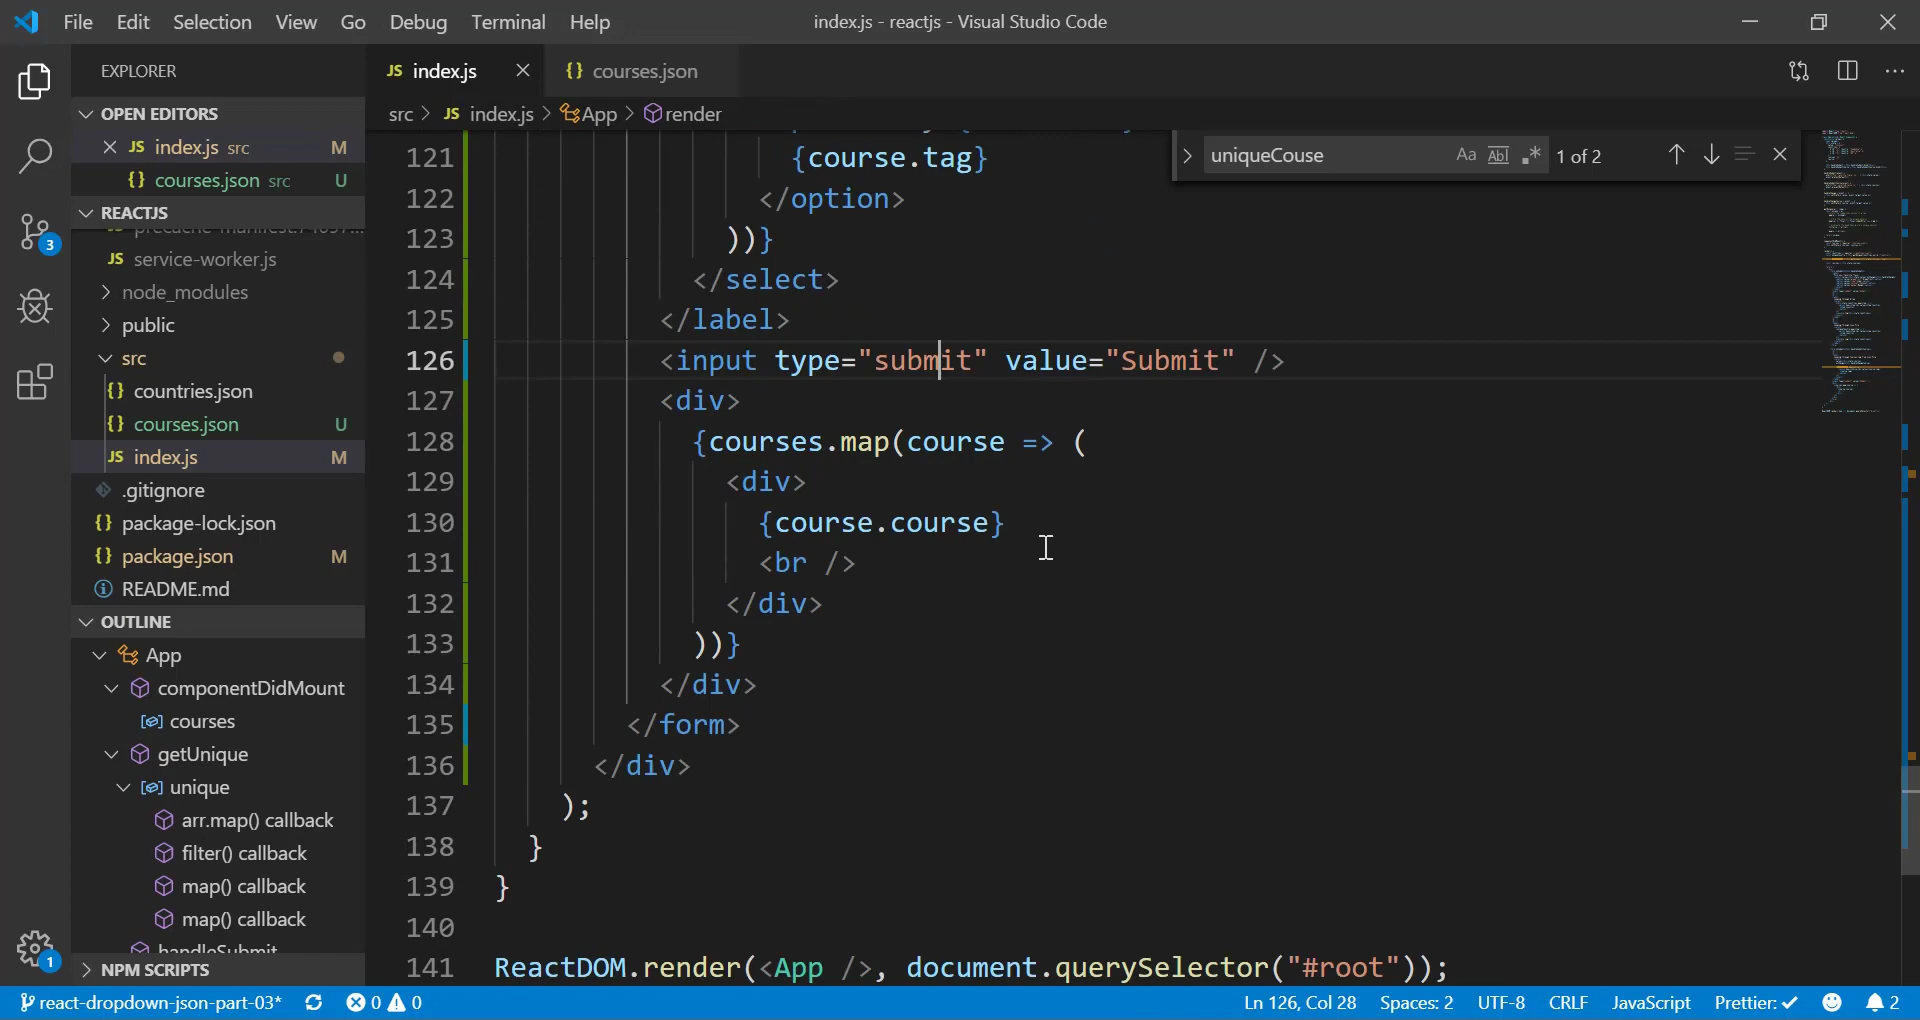 File Edit Selection View Go Debug Terminal Help
index.js - reactjs - Visual Studio Code
EXPLORER
OPEN EDITORS
JS index.js src M
{} courses.json src U
REACTJS
JS service-worker.js
node_modules
public
src
{} countries.json
{} courses.json U
JS index.js M
.gitignore
{} package-lock.json
{} package.json M
README.md
OUTLINE
App
componentDidMount
courses
getUnique
unique
arr.map() callback
filter() callback
map() callback
map() callback
handleSubmit
NPM SCRIPTS
3
1
JS index.js
{} courses.json
src > JS index.js > App > render
uniqueCouse Aa Abl .* 1 of 2
121 {course.tag}
122 </option>
123 ))}
124 </select>
125 </label>
126 <input type="submit" value="Submit" />
127 <div>
128 {courses.map(course => (
129 <div>
130 {course.course}
131 <br />
132 </div>
133 ))}
134 </div>
135 </form>
136 </div>
137 );
138 }
139 }
140
141 ReactDOM.render(<App />, document.querySelector("#root"));
react-dropdown-json-part-03* 0 0
Ln 126, Col 28 Spaces: 2 UTF-8 CRLF JavaScript Prettier: ✓ 2